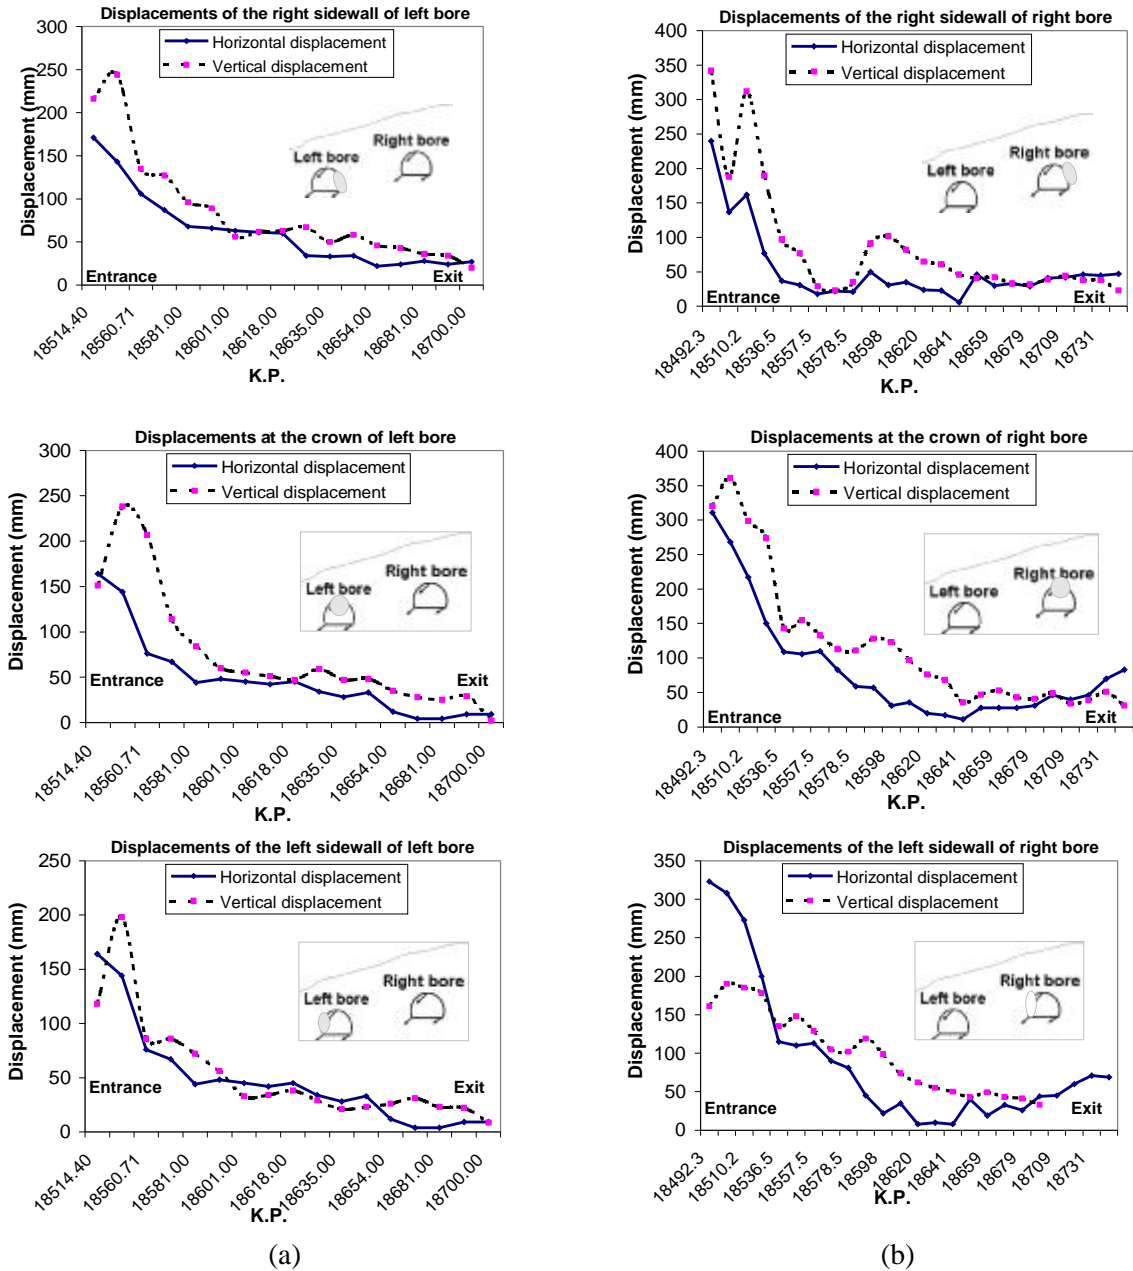 Displacements of the right sidewall of left bore
300
250
200
150
100
50
0
Displacement (mm)
Horizontal displacement
Vertical displacement
Left bore
Right bore
Entrance
Exit
18514.40
18560.71
18581.00
18601.00
18618.00
18635.00
18654.00
18681.00
18700.00
K.P.
Displacements of the right sidewall of right bore
400
350
300
250
200
150
100
50
0
Displacement (mm)
Horizontal displacement
Vertical displacement
Left bore
Right bore
Entrance
Exit
18492.3
18510.2
18536.5
18557.5
18578.5
18598
18620
18641
18659
18679
18709
18731
K.P.
Displacements at the crown of left bore
300
250
200
150
100
50
0
Displacement (mm)
Horizontal displacement
Vertical displacement
Left bore
Right bore
Entrance
Exit
18514.40
18560.71
18581.00
18601.00
18618.00
18635.00
18654.00
18681.00
18700.00
K.P.
Displacements at the crown of right bore
400
350
300
250
200
150
100
50
0
Displacement (mm)
Horizontal displacement
Vertical displacement
Left bore
Right bore
Entrance
Exit
18492.3
18510.2
18536.5
18557.5
18578.5
18598
18620
18641
18659
18679
18709
18731
K.P.
Displacements of the left sidewall of left bore
250
200
150
100
50
0
Displacement (mm)
Horizontal displacement
Vertical displacement
Left bore
Right bore
Entrance
Exit
18514.40
18560.71
18581.00
18601.00
18618.00
18635.00
18654.00
18681.00
18700.00
K.P.
Displacements of the left sidewall of right bore
350
300
250
200
150
100
50
0
Displacement (mm)
Horizontal displacement
Vertical displacement
Left bore
Right bore
Entrance
Exit
18492.3
18510.2
18536.5
18557.5
18578.5
18598
18620
18641
18659
18679
18709
18731
K.P.
(a)
(b)